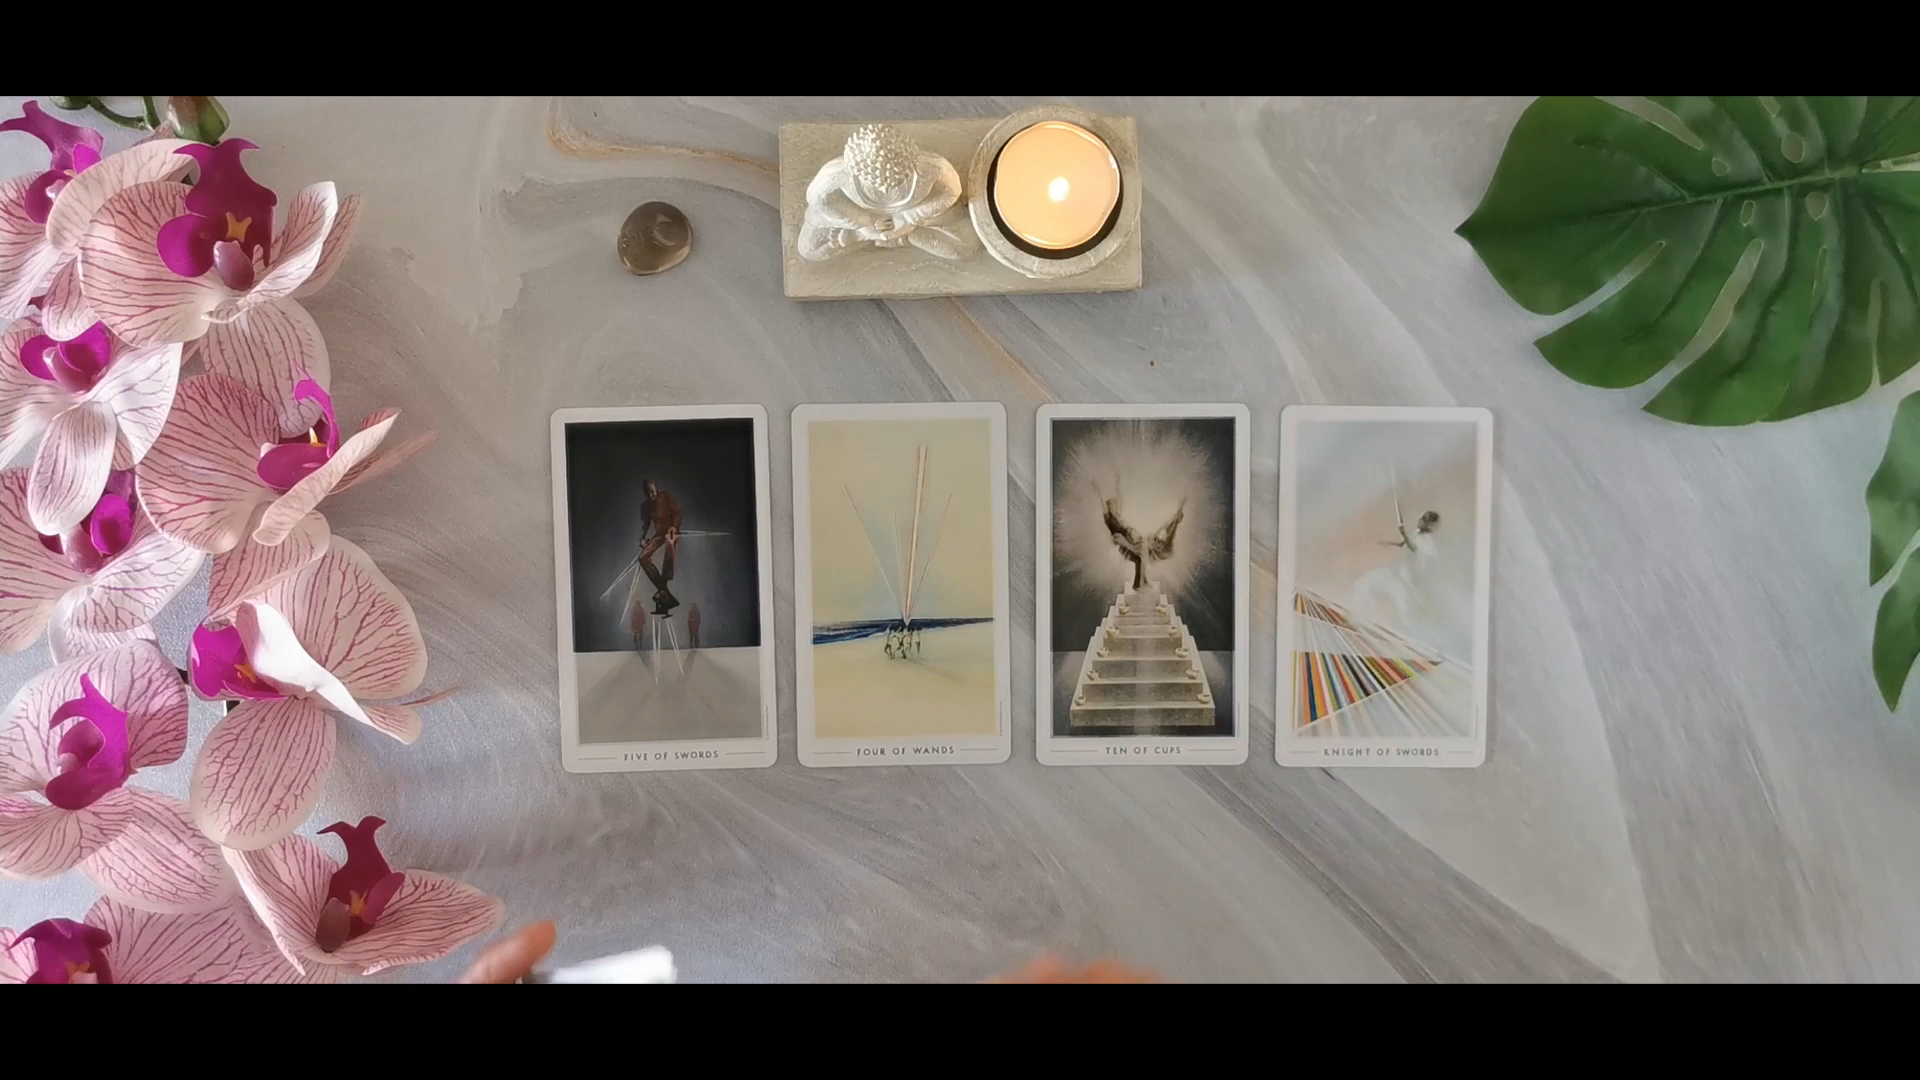 FIVE OF SWORDS
FOUR OF WANDS
TEN OF CUPS
KNIGHT OF SWORDS